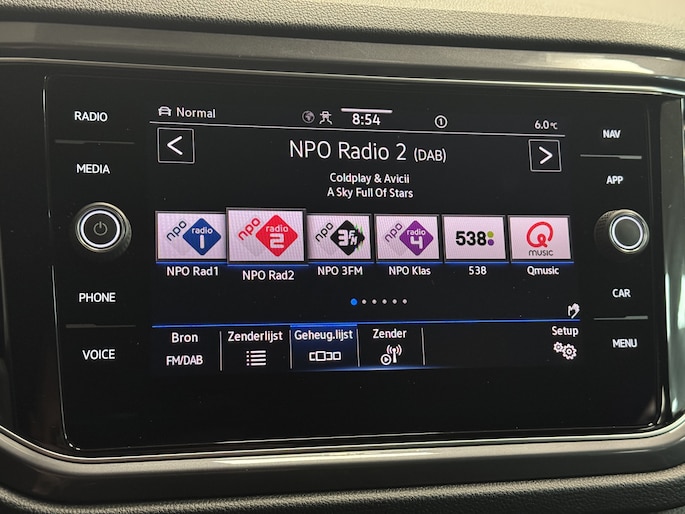 RADIO
MEDIA
PHONE
VOICE
Normal
8:54
1
6.0°C
NPO Radio 2 (DAB)
Coldplay & Avicii
A Sky Full Of Stars
npo radio 1
npo radio 2
npo 3FM
npo radio 4
538
Q music
NPO Rad1
NPO Rad2
NPO 3FM
NPO Klas
538
Qmusic
Bron
FM/DAB
Zenderlijst
Geheug.lijst
Zender
Setup
NAV
APP
CAR
MENU